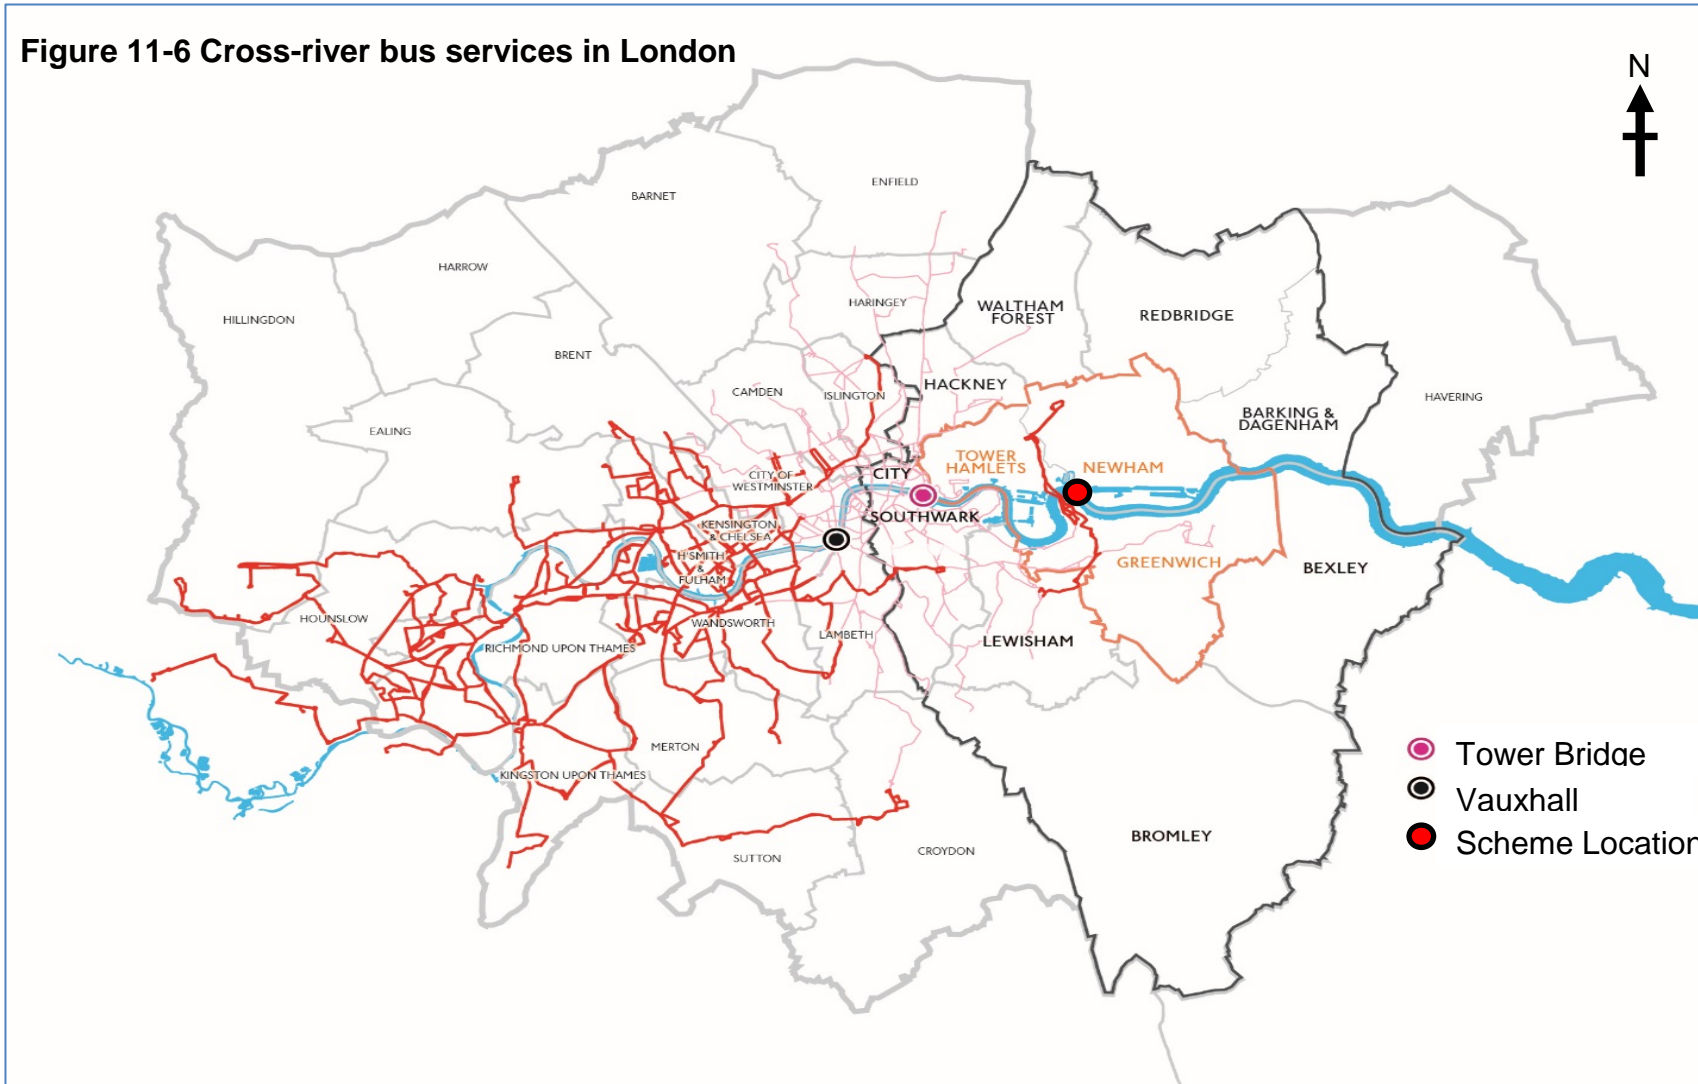 Figure 11-6 Cross-river bus services in London
N
ENFIELD
BARNET
HARROW
HARINGEY
WALTHAM
FOREST
REDBRIDGE
HILLINGDON
BRENT
CAMDEN
ISLINGTON
HACKNEY
HAVERING
BARKING &
DAGENHAM
EALING
CITY OF
WESTMINSTER
CITY
TOWER
HAMLETS
NEWHAM
KENSINGTON
& CHELSEA
SOUTHWARK
H'SMITH
&
FULHAM
GREENWICH
BEXLEY
HOUNSLOW
WANDSWORTH
LAMBETH
RICHMOND UPON THAMES
LEWISHAM
MERTON
KINGSTON UPON THAMES
Tower Bridge
Vauxhall
Scheme Location
BROMLEY
SUTTON
CROYDON